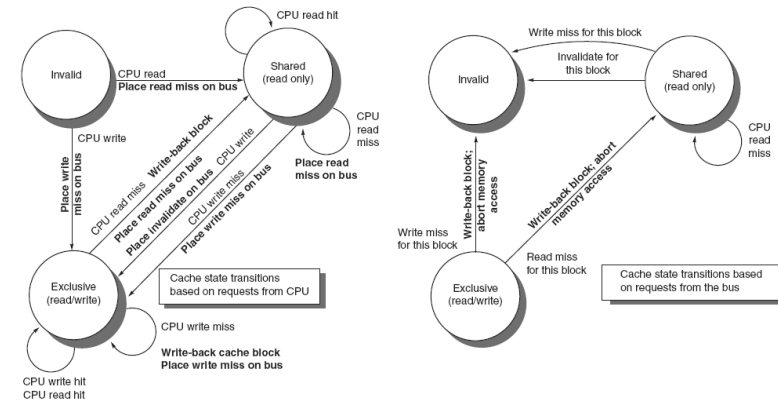 CPU read hit
Invalid
CPU read
Place read miss on bus
Shared
(read only)
CPU write
Place write
miss on bus
CPU read miss Write-back block
Place read miss on bus
Place invalidate on bus CPU write
CPU write miss
Place write miss on bus
CPU
read
miss
Place read
miss on bus
Exclusive
(read/write)
Cache state transitions
based on requests from CPU
CPU write miss
Write-back cache block
Place write miss on bus
CPU write hit
CPU read hit
Write miss for this block
Invalidate for
this block
Invalid
Shared
(read only)
CPU
read
miss
Write-back block;
abort memory
access
Write-back block; abort
memory access
Write miss
for this block
Read miss
for this block
Exclusive
(read/write)
Cache state transitions based
on requests from the bus